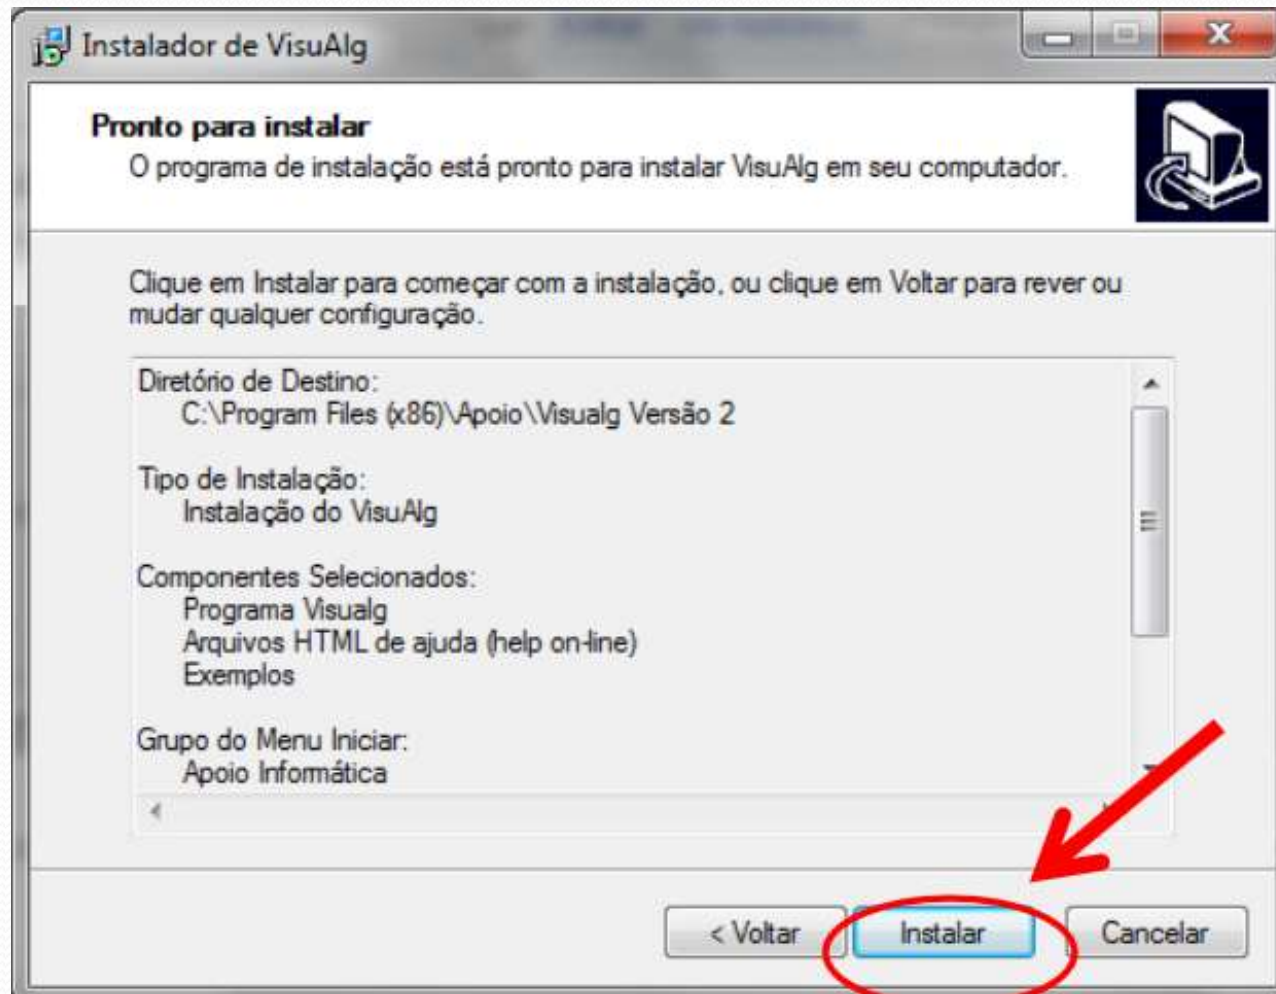 Instalador de VisuAlg
Pronto para instalar
O programa de instalação está pronto para instalar VisuAlg em seu computador.
Clique em Instalar para começar com a instalação, ou clique em Voltar para rever ou
mudar qualquer configuração.
Diretório de Destino:
C:\Program Files (x86)\Apoio\Visualg Versão 2
Tipo de Instalação:
Instalação do VisuAlg
Componentes Selecionados:
Programa Visualg
Arquivos HTML de ajuda (help on-line)
Exemplos
Grupo do Menu Iniciar:
Apoio Informática
< Voltar
Instalar
Cancelar